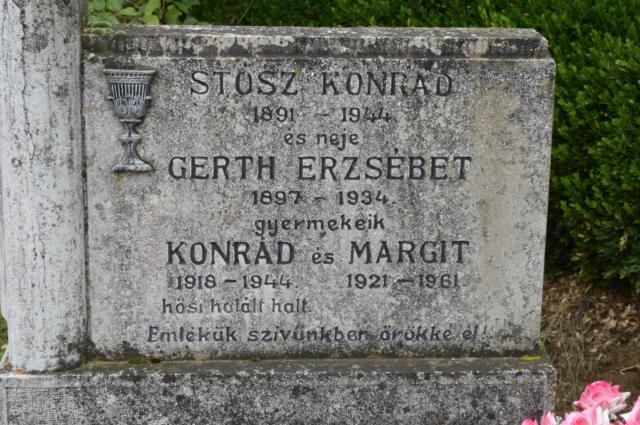 STOSZ KONRÁD
1891 - 1944.
és neje
GERTH ERZSÉBET
1897 - 1934.
gyermekeik
KONRÁD és MARGIT
1918 - 1944. 1921 - 1961.
hősi halált halt.
Emlékük szivünkben örökke él!